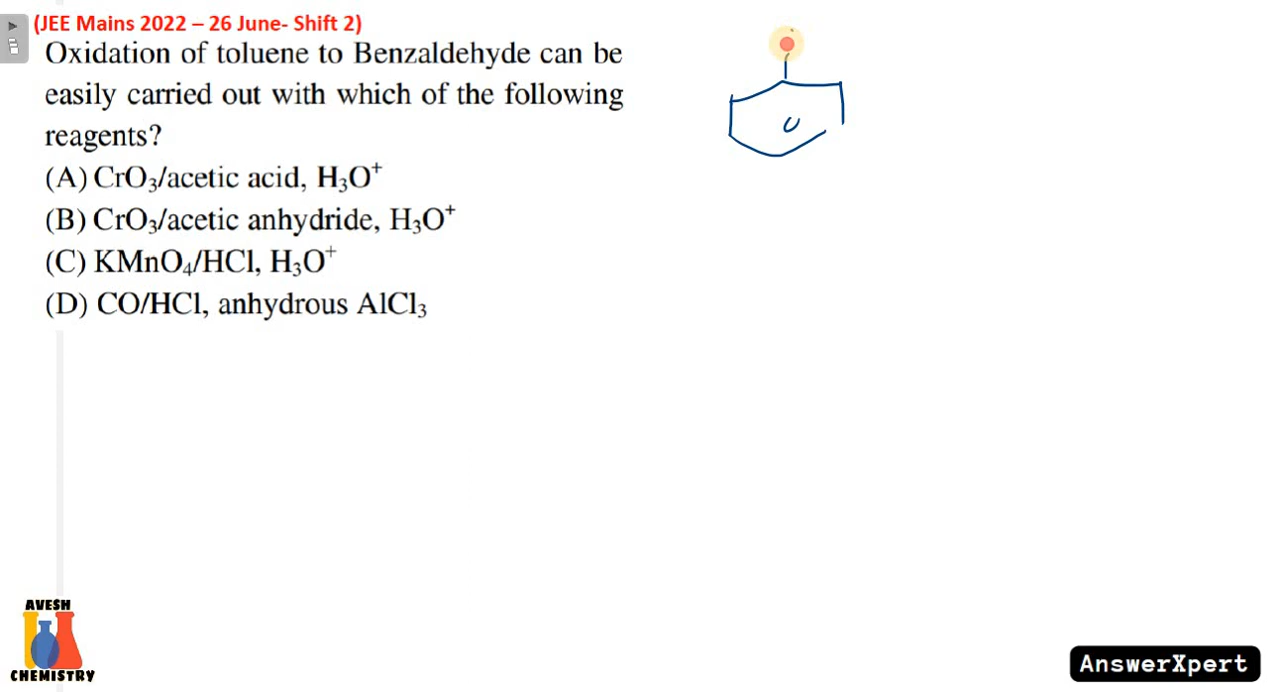 (JEE Mains 2022 – 26 June- Shift 2)
Oxidation of toluene to Benzaldehyde can be
easily carried out with which of the following
reagents?
(A) CrO₃/acetic acid, H₃O⁺
(B) CrO₃/acetic anhydride, H₃O⁺
(C) KMnO₄/HCl, H₃O⁺
(D) CO/HCl, anhydrous AlCl₃
AVESH
CHEMISTRY
AnswerXpert